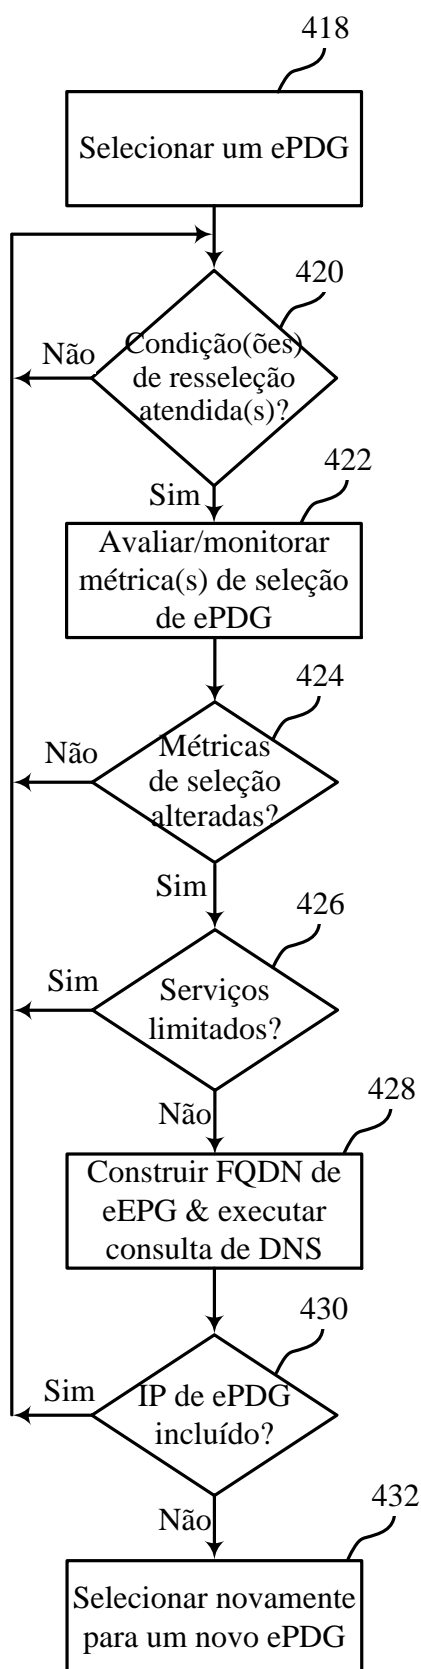 418
Selecionar um ePDG
420
Não
Condição(ões)
de resseleção
atendida(s)?
Sim
422
Avaliar/monitorar
métrica(s) de seleção
de ePDG
424
Não
Métricas
de seleção
alteradas?
Sim
426
Sim
Serviços
limitados?
Não
428
Construir FQDN de
eEPG & executar
consulta de DNS
430
Sim
IP de ePDG
incluído?
Não
432
Selecionar novamente
para um novo ePDG